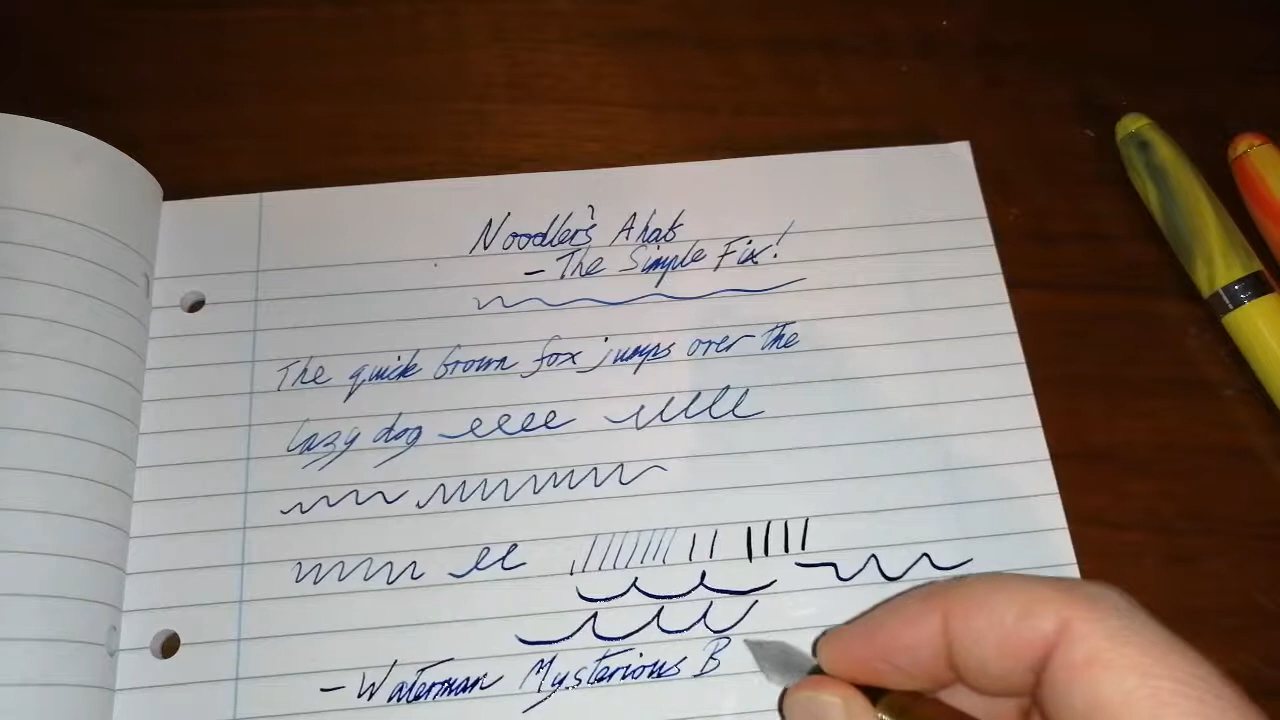 Noodler's Ahab
- The Simple Fix!
The quick brown fox jumps over the
lazy dog
- Waterman Mysterious B